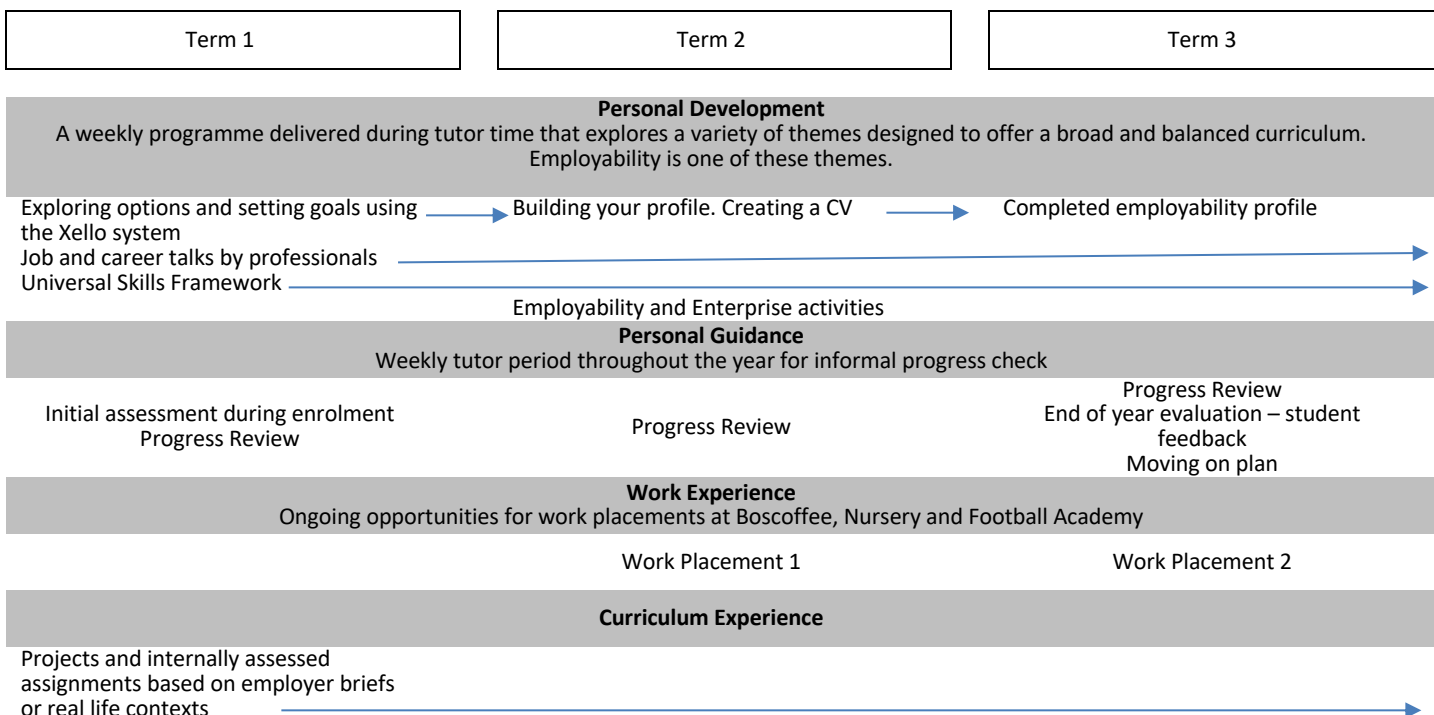 Term 1
Term 2
Term 3
Personal Development
A weekly programme delivered during tutor time that explores a variety of themes designed to offer a broad and balanced curriculum.
Employability is one of these themes.
Exploring options and setting goals using
the Xello system
Building your profile. Creating a CV
Completed employability profile
Job and career talks by professionals
Universal Skills Framework
Employability and Enterprise activities
Personal Guidance
Weekly tutor period throughout the year for informal progress check
Initial assessment during enrolment
Progress Review
Progress Review
Progress Review
End of year evaluation – student
feedback
Moving on plan
Work Experience
Ongoing opportunities for work placements at Boscoffee, Nursery and Football Academy
Work Placement 1
Work Placement 2
Curriculum Experience
Projects and internally assessed
assignments based on employer briefs
or real life contexts